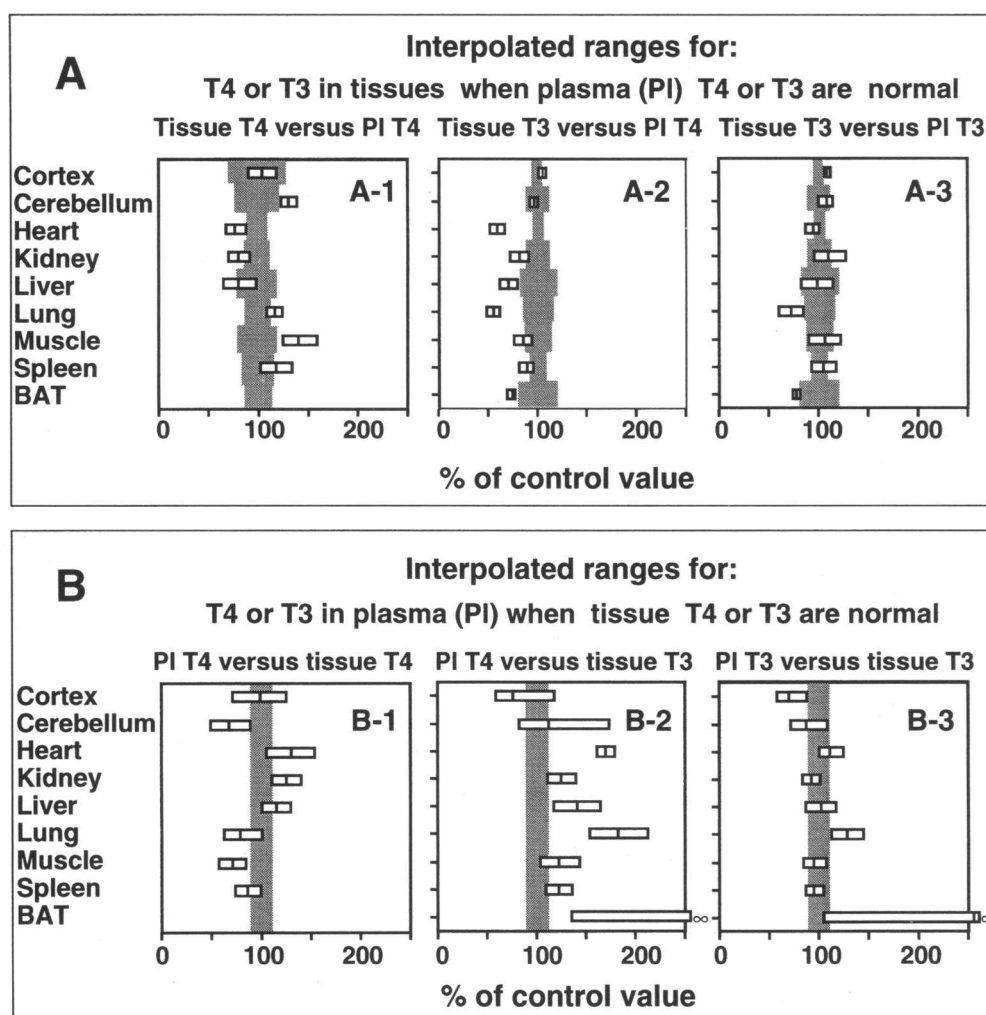 A
Interpolated ranges for:
T4 or T3 in tissues when plasma (Pl) T4 or T3 are normal
Tissue T4 versus Pl T4 Tissue T3 versus Pl T4 Tissue T3 versus Pl T3
Cortex
Cerebellum
Heart
Kidney
Liver
Lung
Muscle
Spleen
BAT
A-1 A-2 A-3
0 100 200 0 100 200 0 100 200
% of control value
B
Interpolated ranges for:
T4 or T3 in plasma (Pl) when tissue T4 or T3 are normal
Pl T4 versus tissue T4 Pl T4 versus tissue T3 Pl T3 versus tissue T3
Cortex
Cerebellum
Heart
Kidney
Liver
Lung
Muscle
Spleen
BAT
B-1 B-2 B-3
∞
0 100 200 0 100 200 0 100 200
% of control value